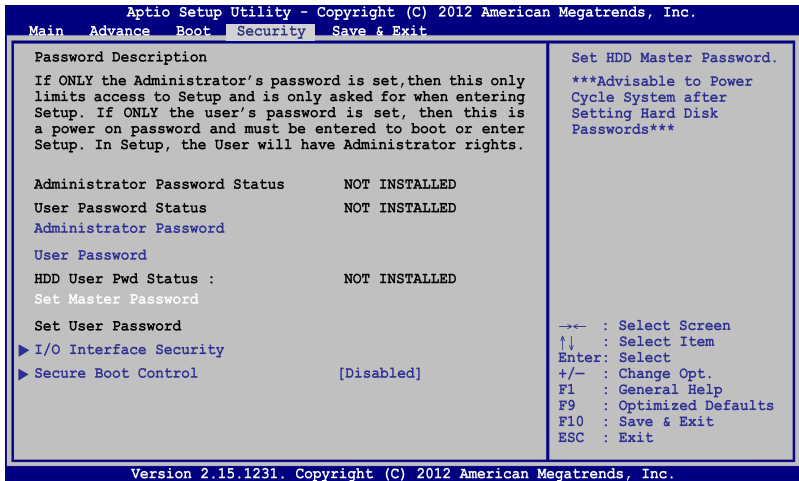 Aptio Setup Utility - Copyright (C) 2012 American Megatrends, Inc.
Main Advance Boot Security Save & Exit
Password Description
If ONLY the Administrator's password is set,then this only
limits access to Setup and is only asked for when entering
Setup. If ONLY the user's password is set, then this is
a power on password and must be entered to boot or enter
Setup. In Setup, the User will have Administrator rights.
Administrator Password Status NOT INSTALLED
User Password Status NOT INSTALLED
Administrator Password
User Password
HDD User Pwd Status : NOT INSTALLED
Set Master Password
Set User Password
I/O Interface Security
Secure Boot Control [Disabled]
Set HDD Master Password.
***Advisable to Power
Cycle System after
Setting Hard Disk
Passwords***
→← : Select Screen
↑↓ : Select Item
Enter: Select
+/— : Change Opt.
F1 : General Help
F9 : Optimized Defaults
F10 : Save & Exit
ESC : Exit
Version 2.15.1231. Copyright (C) 2012 American Megatrends, Inc.